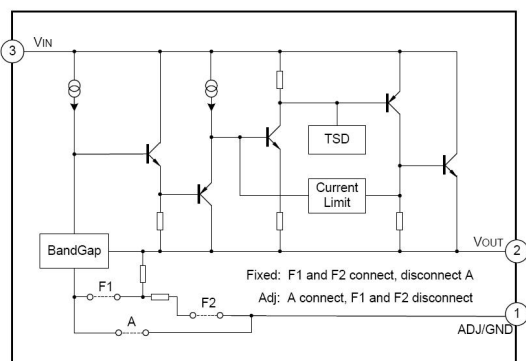 3
VIN
TSD
Current
Limit
VOUT
2
BandGap
Fixed: F1 and F2 connect, disconnect A
F1
Adj: A connect, F1 and F2 disconnect
F2
1
A
ADJ/GND